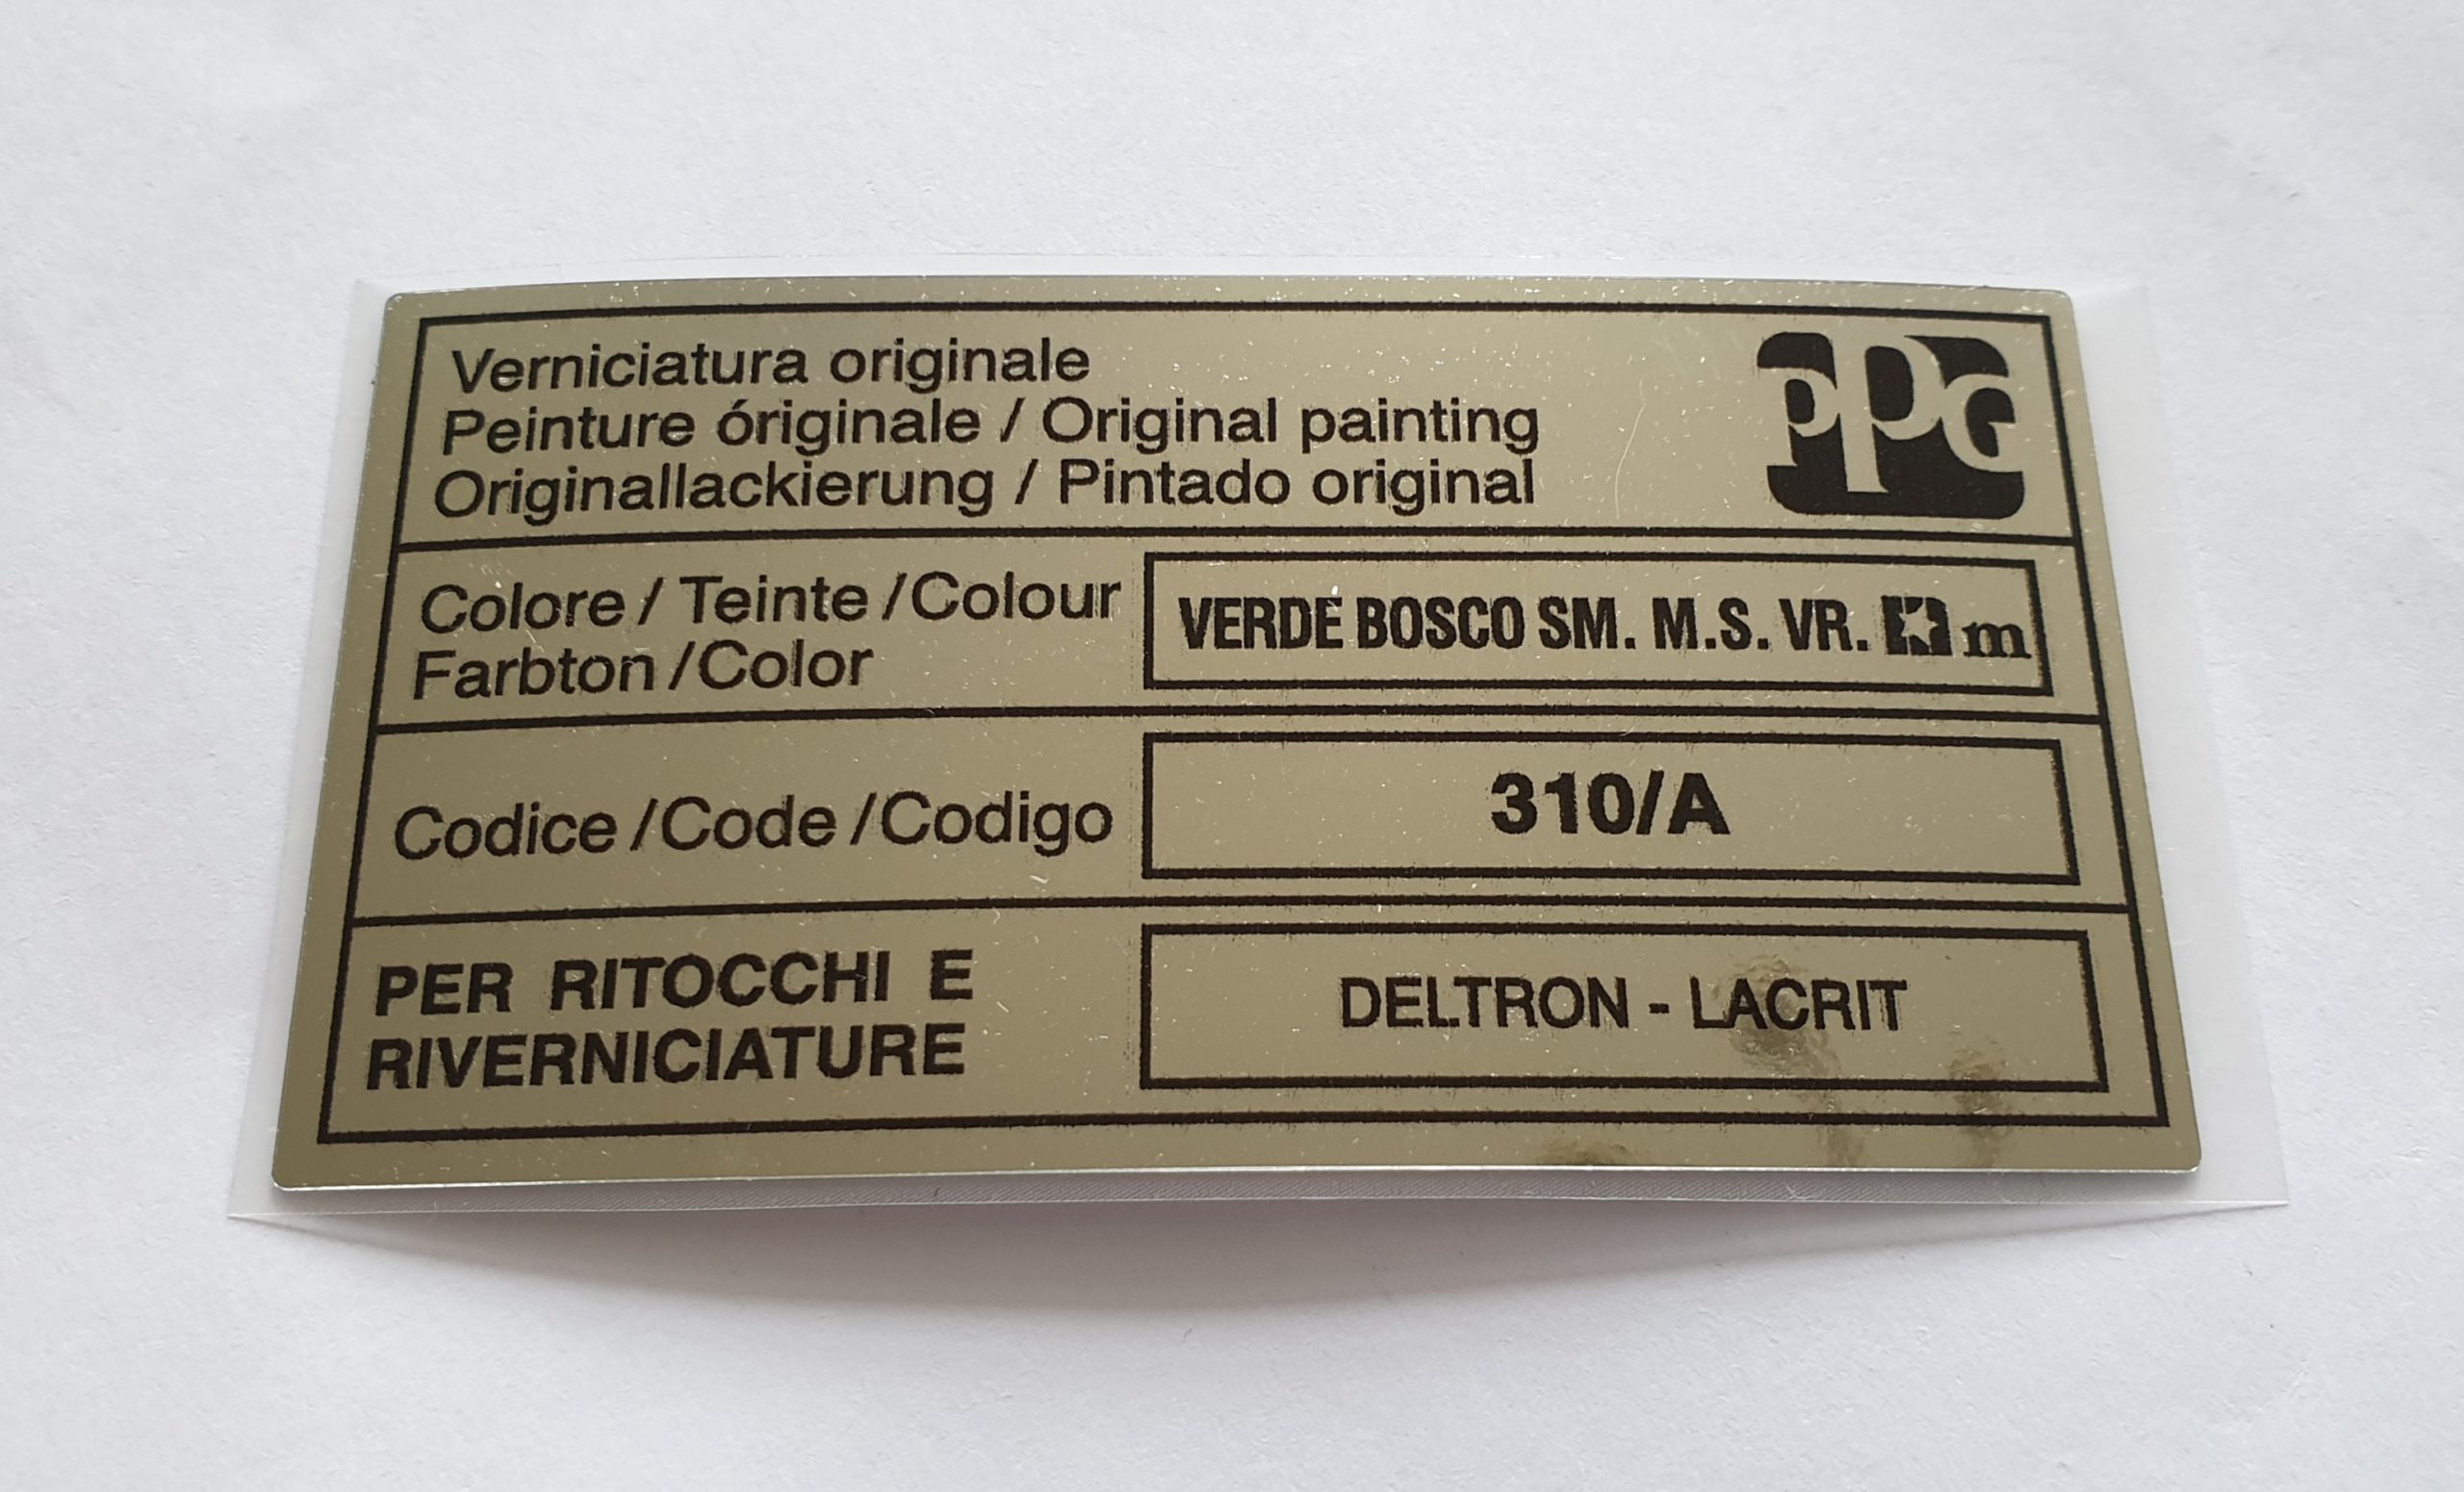 Verniciatura originale
Peinture óriginale / Original painting
Originallackierung / Pintado original
PPG
Colore / Teinte / Colour
Farbton / Color
VERDE BOSCO SM. M.S. VR. m
Codice / Code / Codigo
310/A
PER RITOCCHI E
RIVERNICIATURE
DELTRON - LACRIT